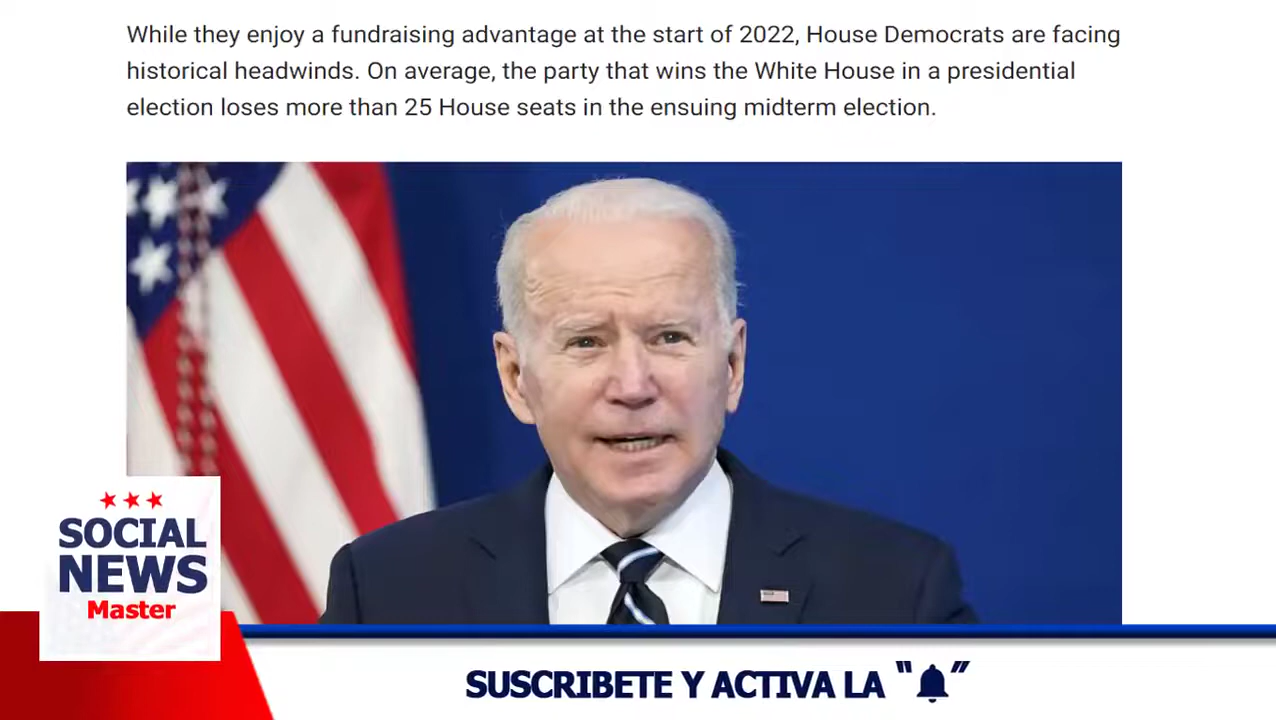 While they enjoy a fundraising advantage at the start of 2022, House Democrats are facing
historical headwinds. On average, the party that wins the White House in a presidential
election loses more than 25 House seats in the ensuing midterm election.
SOCIAL
NEWS
Master
SUSCRIBETE Y ACTIVA LA “ ”